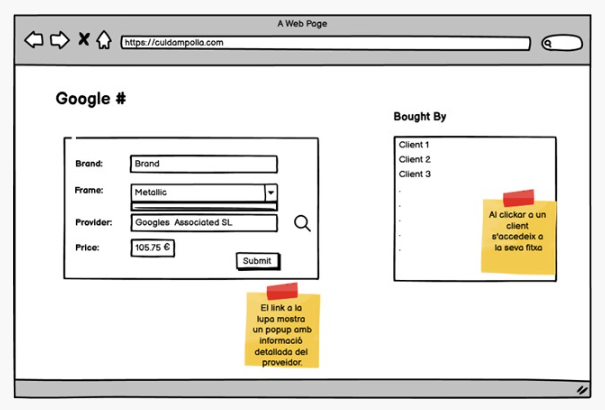 A Web Page
https://culdampolla.com
Google #
Brand:
Brand
Frame:
Metallic
Provider:
Googles Associated SL
Price:
105.75 €
Submit
El link a la
lupa mostra
un popup amb
informació
detallada del
proveidor.
Bought By
Client 1
Client 2
Client 3
Al clickar a un
client
s'accedeix a
la seva fitxa